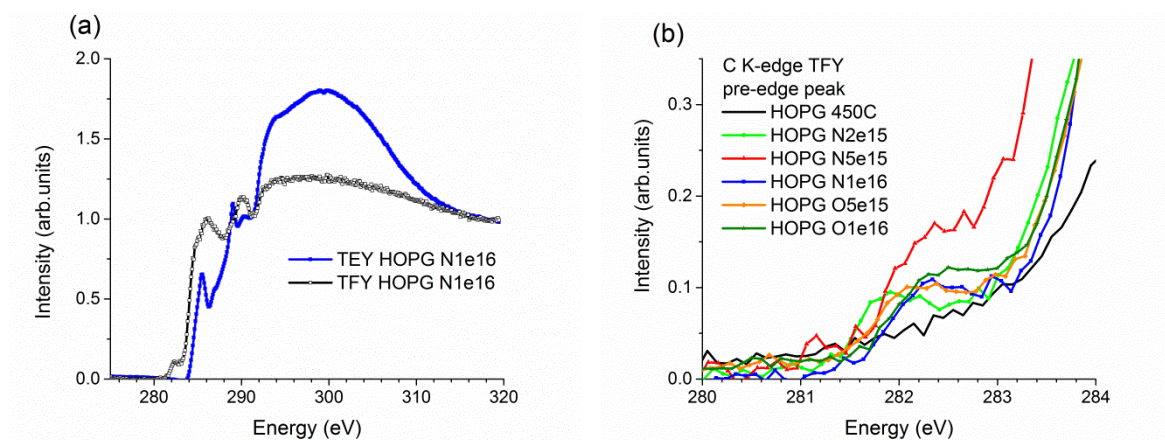 (a)
2.0
1.5
1.0
0.5
0.0
Intensity (arb.units)
TEY HOPG N1e16
TFY HOPG N1e16
280 290 300 310 320
Energy (eV)
(b)
C K-edge TFY
pre-edge peak
HOPG 450C
HOPG N2e15
HOPG N5e15
HOPG N1e16
HOPG O5e15
HOPG O1e16
0.3
0.2
0.1
0.0
Intensity (arb.units)
280 281 282 283 284
Energy (eV)